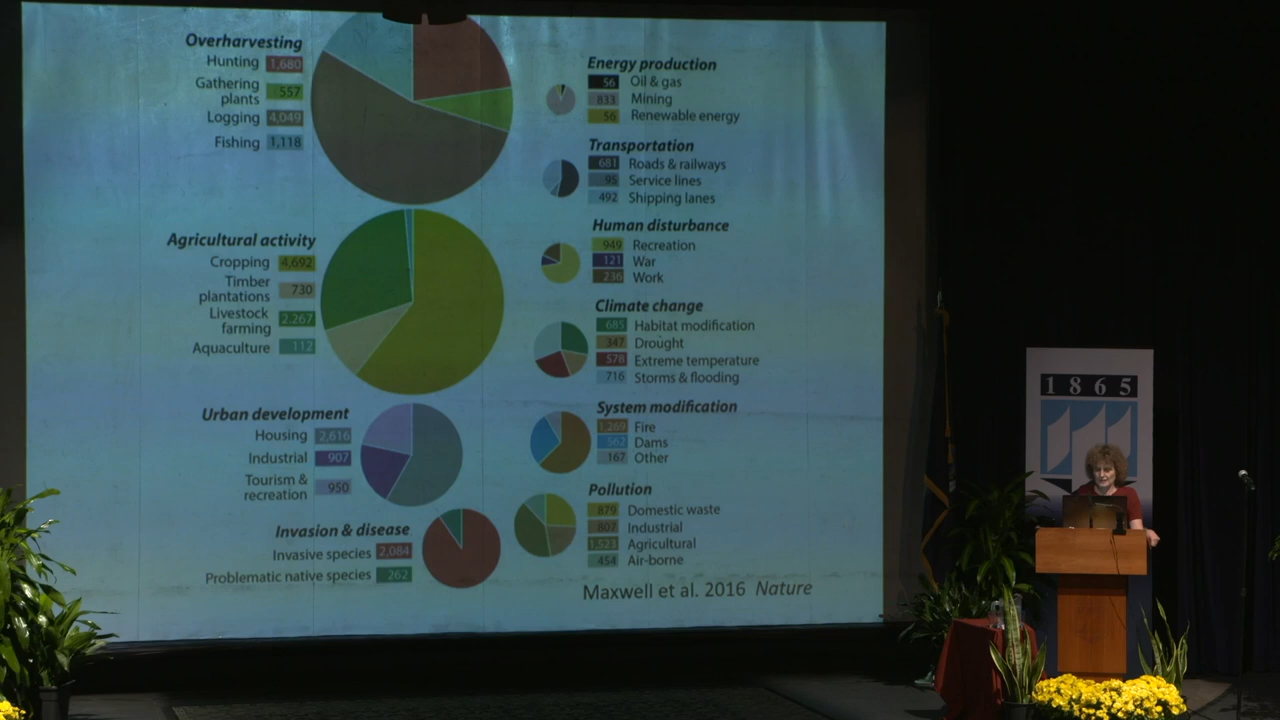 Overharvesting
Hunting 1,680
Gathering
plants 557
Logging 4,049
Fishing 1,118
Agricultural activity
Cropping 4,692
Timber
plantations 730
Livestock
farming 2,267
Aquaculture 112
Urban development
Housing 2,616
Industrial 907
Tourism &
recreation 950
Invasion & disease
Invasive species 2,084
Problematic native species 262
Energy production
56 Oil & gas
833 Mining
56 Renewable energy
Transportation
681 Roads & railways
95 Service lines
492 Shipping lanes
Human disturbance
949 Recreation
121 War
236 Work
Climate change
685 Habitat modification
347 Drought
578 Extreme temperature
716 Storms & flooding
System modification
1,269 Fire
562 Dams
167 Other
Pollution
879 Domestic waste
807 Industrial
1,523 Agricultural
454 Air-borne
Maxwell et al. 2016 Nature
1865